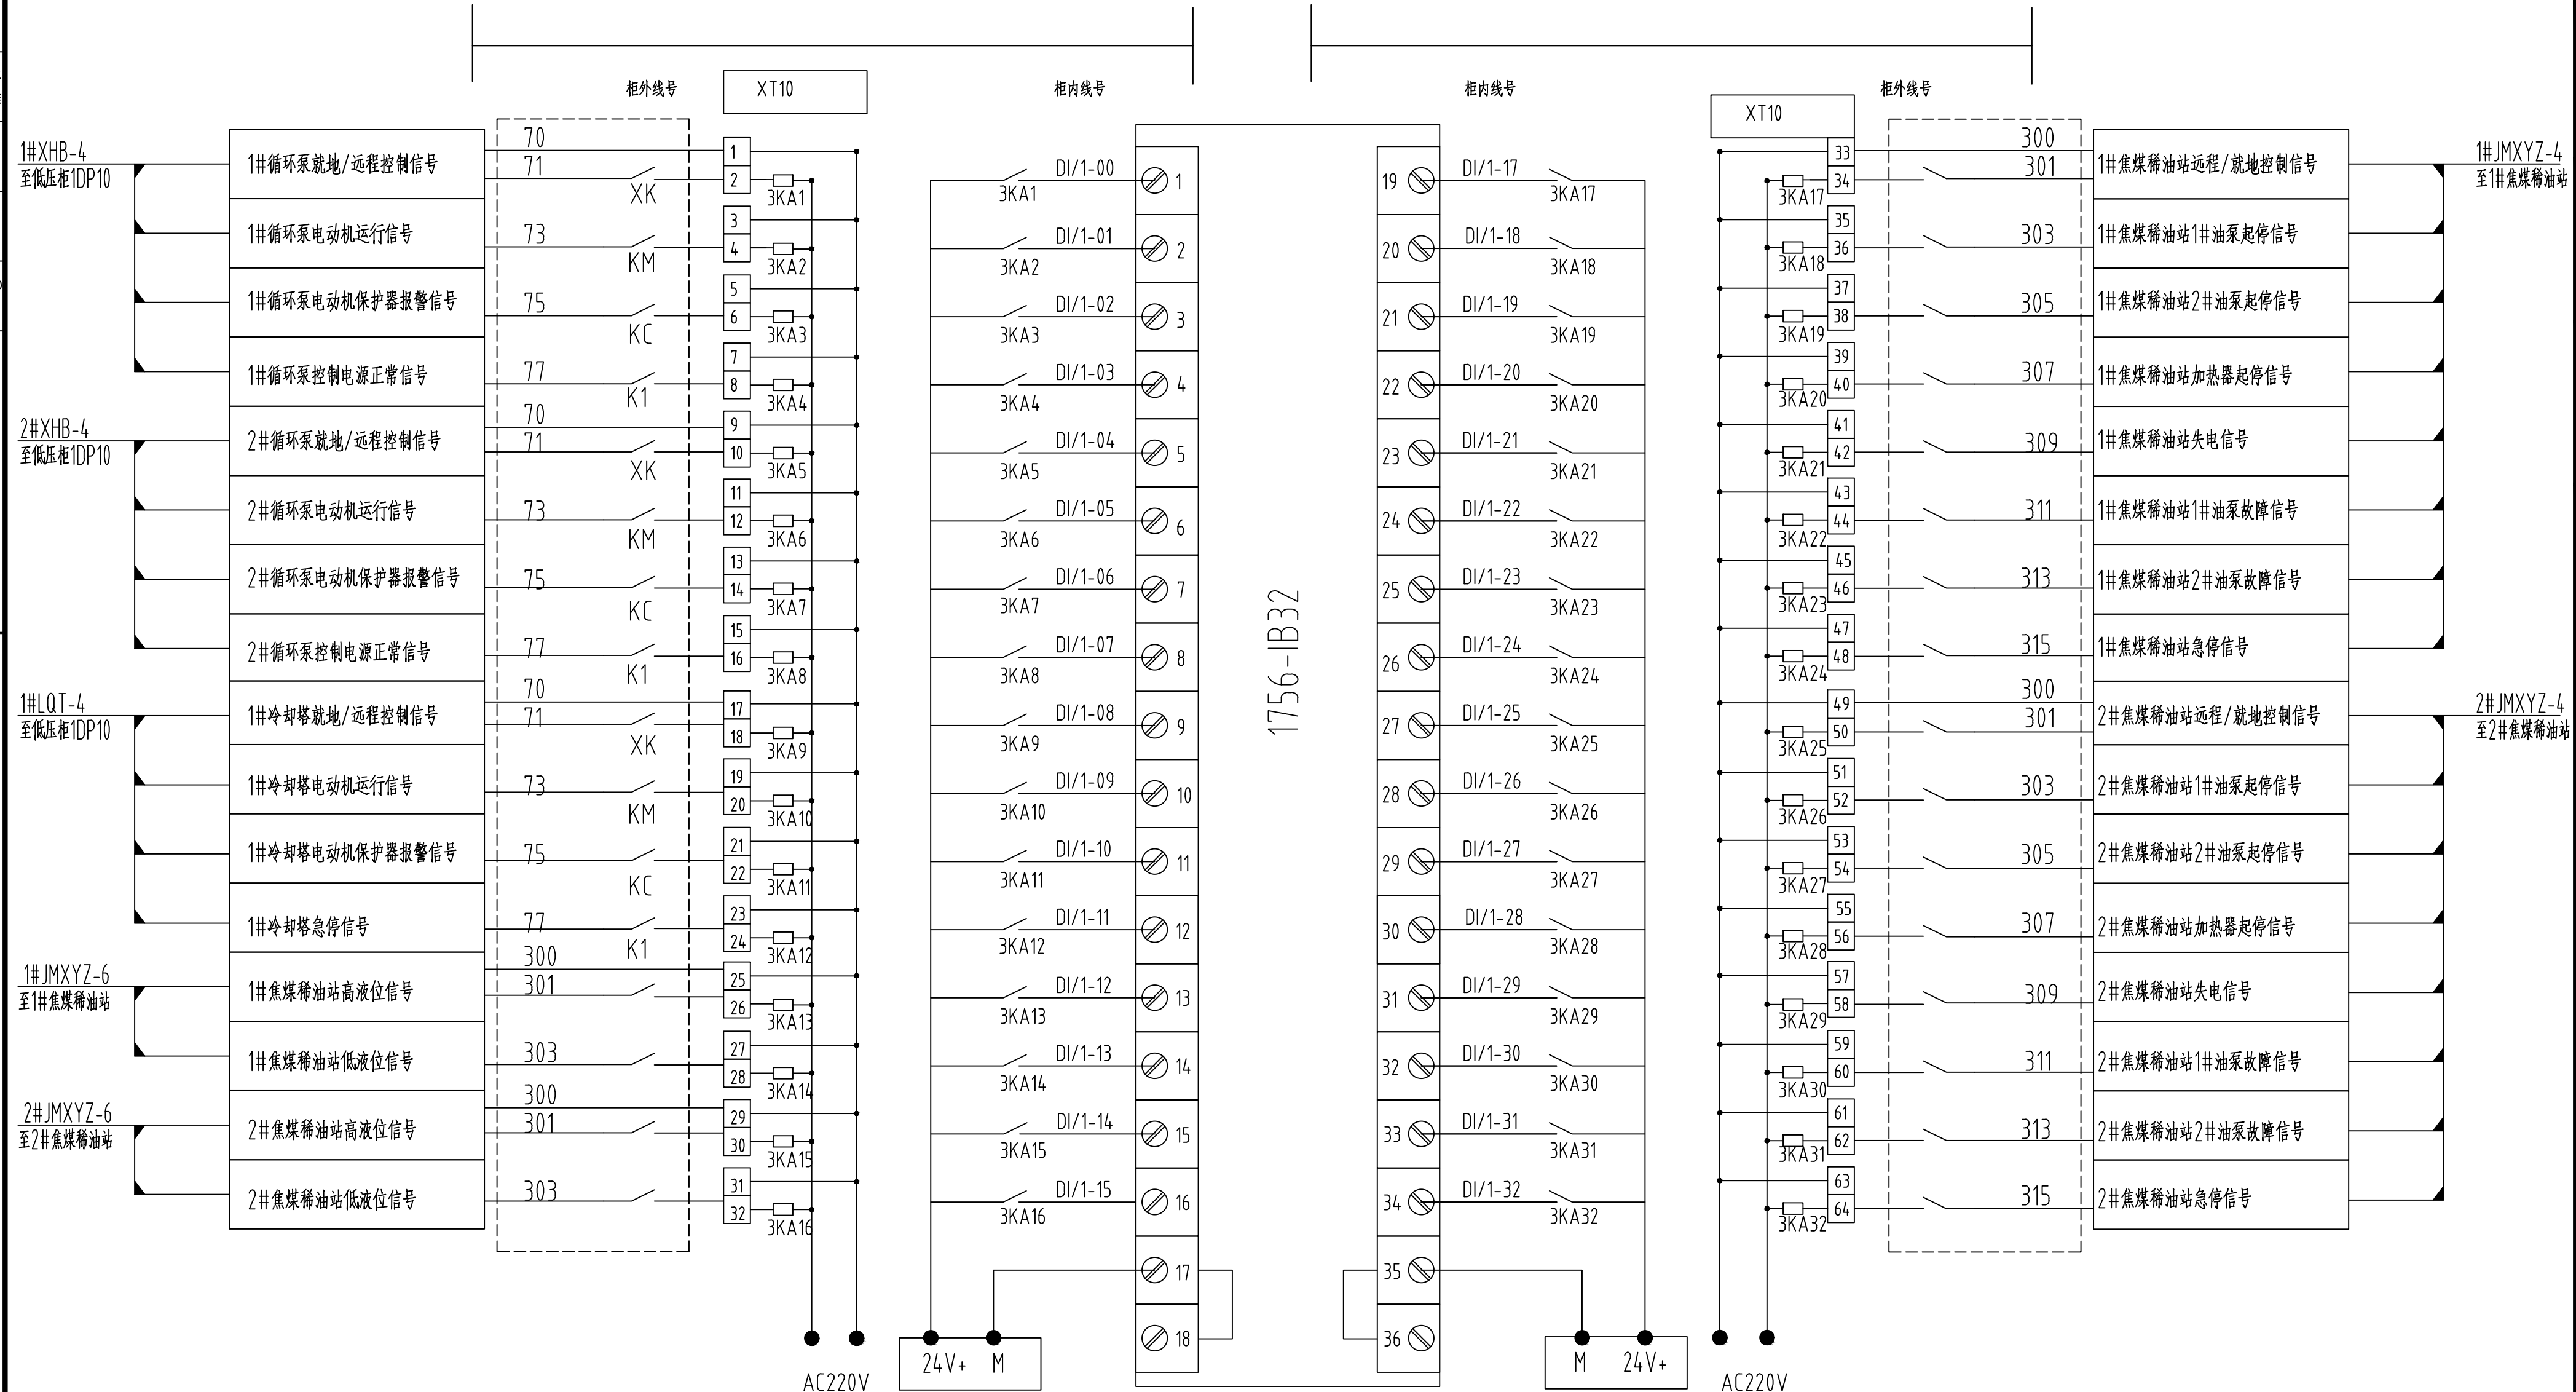 柜外线号 XT10 柜内线号 柜内线号 XT10 柜外线号
1#XHB-4
至低压柜1DP10
2#XHB-4
至低压柜1DP10
1#LQT-4
至低压柜1DP10
1#JMXYZ-6
至1#焦煤稀油站
2#JMXYZ-6
至2#焦煤稀油站
1#循环泵就地/远程控制信号 70 1
71 XK 2 3KA1
1#循环泵电动机运行信号 3
73 KM 4 3KA2
1#循环泵电动机保护器报警信号 5
75 KC 6 3KA3
1#循环泵控制电源正常信号 7
77 K1 8 3KA4
2#循环泵就地/远程控制信号 70 9
71 XK 10 3KA5
2#循环泵电动机运行信号 11
73 KM 12 3KA6
2#循环泵电动机保护器报警信号 13
75 KC 14 3KA7
2#循环泵控制电源正常信号 15
77 K1 16 3KA8
1#冷却塔就地/远程控制信号 70 17
71 XK 18 3KA9
1#冷却塔电动机运行信号 19
73 KM 20 3KA10
1#冷却塔电动机保护器报警信号 21
75 KC 22 3KA11
1#冷却塔急停信号 23
77 K1 24 3KA12
1#焦煤稀油站高液位信号 300 25
301 26 3KA13
1#焦煤稀油站低液位信号 27
303 28 3KA14
2#焦煤稀油站高液位信号 300 29
301 30 3KA15
2#焦煤稀油站低液位信号 31
303 32 3KA16
AC220V
3KA1 DI/1-00 1
3KA2 DI/1-01 2
3KA3 DI/1-02 3
3KA4 DI/1-03 4
3KA5 DI/1-04 5
3KA6 DI/1-05 6
3KA7 DI/1-06 7
3KA8 DI/1-07 8
3KA9 DI/1-08 9
3KA10 DI/1-09 10
3KA11 DI/1-10 11
3KA12 DI/1-11 12
3KA13 DI/1-12 13
3KA14 DI/1-13 14
3KA15 DI/1-14 15
3KA16 DI/1-15 16
17
18
24V+ M
1756-IB32
19 DI/1-17 3KA17
20 DI/1-18 3KA18
21 DI/1-19 3KA19
22 DI/1-20 3KA20
23 DI/1-21 3KA21
24 DI/1-22 3KA22
25 DI/1-23 3KA23
26 DI/1-24 3KA24
27 DI/1-25 3KA25
28 DI/1-26 3KA26
29 DI/1-27 3KA27
30 DI/1-28 3KA28
31 DI/1-29 3KA29
32 DI/1-30 3KA30
33 DI/1-31 3KA31
34 DI/1-32 3KA32
35
36
M 24V+
33 300 1#焦煤稀油站远程/就地控制信号
3KA17 34 301
35 1#焦煤稀油站1#油泵起停信号
3KA18 36 303
37 1#焦煤稀油站2#油泵起停信号
3KA19 38 305
39 1#焦煤稀油站加热器起停信号
3KA20 40 307
41 1#焦煤稀油站失电信号
3KA21 42 309
43 1#焦煤稀油站1#油泵故障信号
3KA22 44 311
45 1#焦煤稀油站2#油泵故障信号
3KA23 46 313
47 1#焦煤稀油站急停信号
3KA24 48 315
49 300 2#焦煤稀油站远程/就地控制信号
3KA25 50 301
51 2#焦煤稀油站1#油泵起停信号
3KA26 52 303
53 2#焦煤稀油站2#油泵起停信号
3KA27 54 305
55 2#焦煤稀油站加热器起停信号
3KA28 56 307
57 2#焦煤稀油站失电信号
3KA29 58 309
59 2#焦煤稀油站1#油泵故障信号
3KA30 60 311
61 2#焦煤稀油站2#油泵故障信号
3KA31 62 313
63 2#焦煤稀油站急停信号
3KA32 64 315
AC220V
1#JMXYZ-4
至1#焦煤稀油站
2#JMXYZ-4
至2#焦煤稀油站